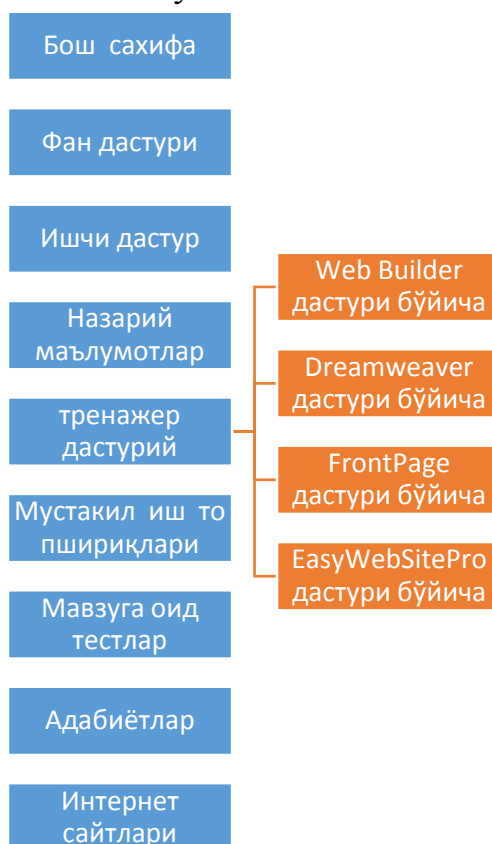 Бош сахифа
Фан дастури
Ишчи дастур
Назарий
маълумотлар
тренажер
дастурий
Мустакил иш то
пшириқлари
Мавзуга оид
тестлар
Адабиётлар
Интернет
сайтлари
Web Builder
дастури бўйича
Dreamweaver
дастури бўйича
FrontPage
дастури бўйича
EasyWebSitePro
дастури бўйича